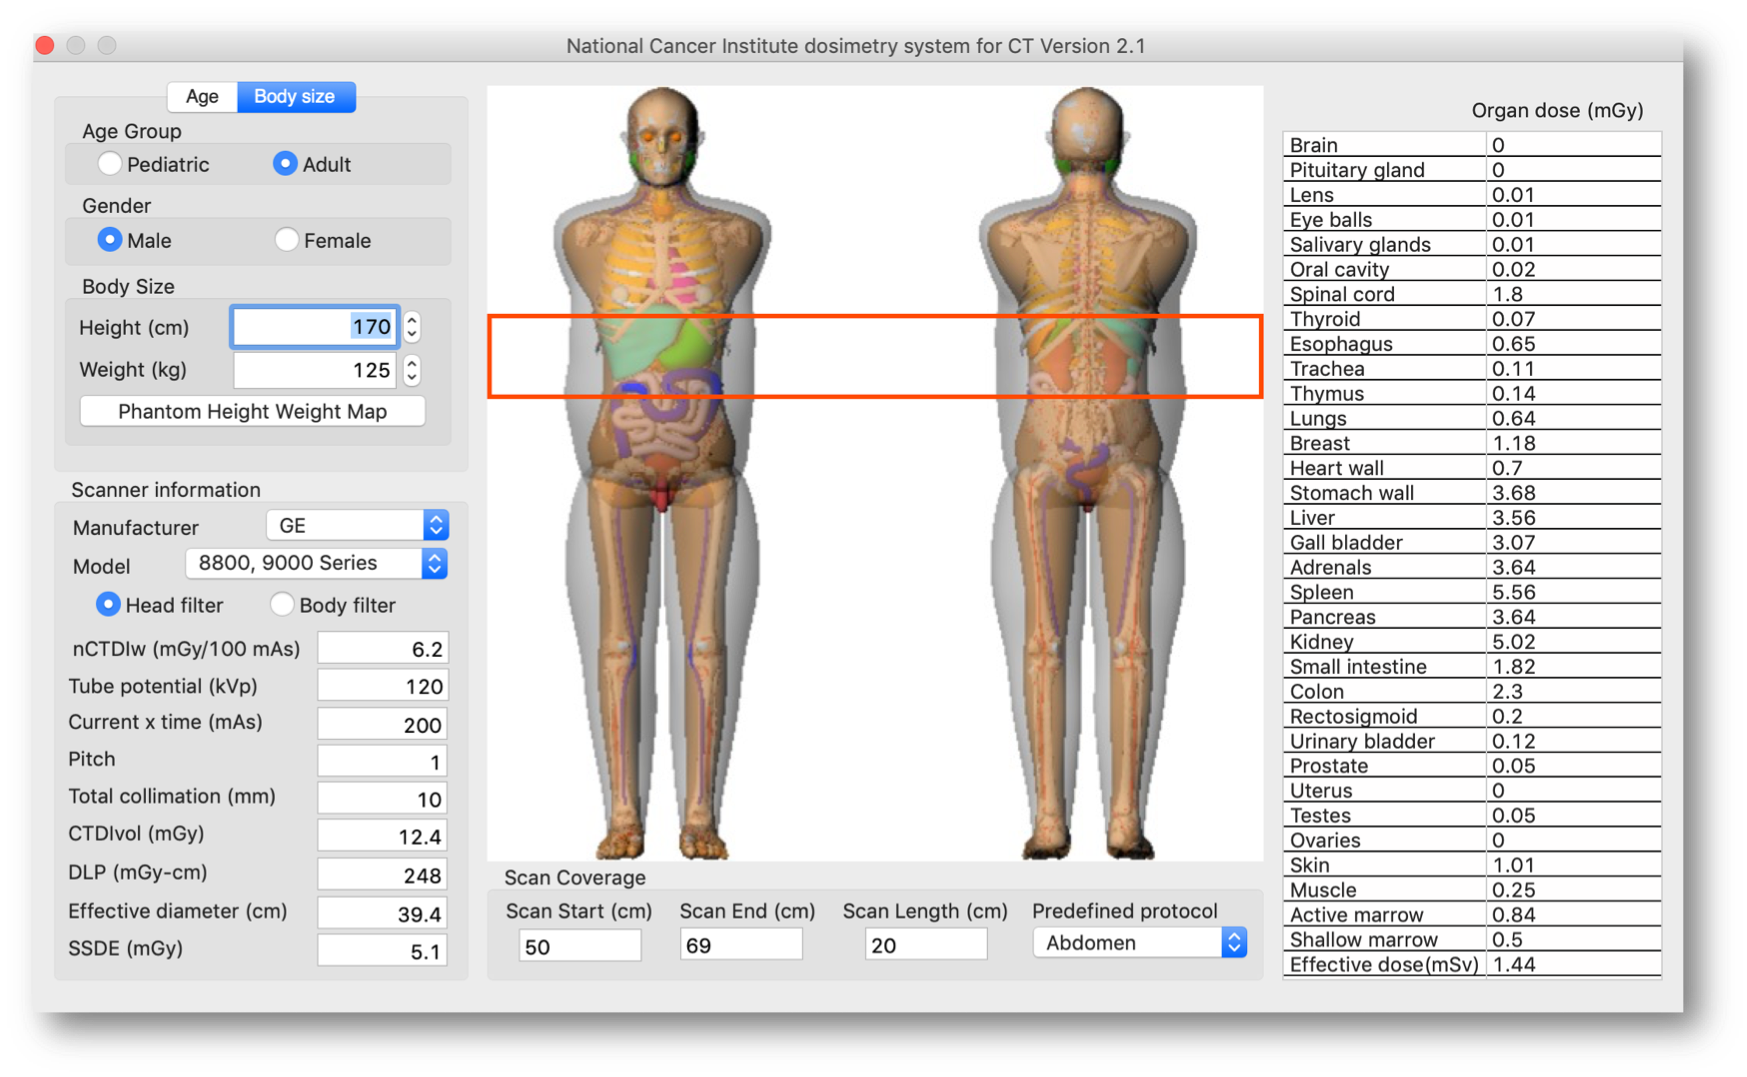 National Cancer Institute dosimetry system for CT Version 2.1
Age Body size
Age Group
Pediatric Adult
Gender
Male Female
Body Size
Height (cm) 170
Weight (kg) 125
Phantom Height Weight Map
Scanner information
Manufacturer GE
Model 8800, 9000 Series
Head filter Body filter
nCTDIw (mGy/100 mAs) 6.2
Tube potential (kVp) 120
Current x time (mAs) 200
Pitch 1
Total collimation (mm) 10
CTDIvol (mGy) 12.4
DLP (mGy-cm) 248
Effective diameter (cm) 39.4
SSDE (mGy) 5.1
Scan Coverage
Scan Start (cm) Scan End (cm) Scan Length (cm) Predefined protocol
50 69 20 Abdomen
Organ dose (mGy)
Brain 0
Pituitary gland 0
Lens 0.01
Eye balls 0.01
Salivary glands 0.01
Oral cavity 0.02
Spinal cord 1.8
Thyroid 0.07
Esophagus 0.65
Trachea 0.11
Thymus 0.14
Lungs 0.64
Breast 1.18
Heart wall 0.7
Stomach wall 3.68
Liver 3.56
Gall bladder 3.07
Adrenals 3.64
Spleen 5.56
Pancreas 3.64
Kidney 5.02
Small intestine 1.82
Colon 2.3
Rectosigmoid 0.2
Urinary bladder 0.12
Prostate 0.05
Uterus 0
Testes 0.05
Ovaries 0
Skin 1.01
Muscle 0.25
Active marrow 0.84
Shallow marrow 0.5
Effective dose(mSv) 1.44